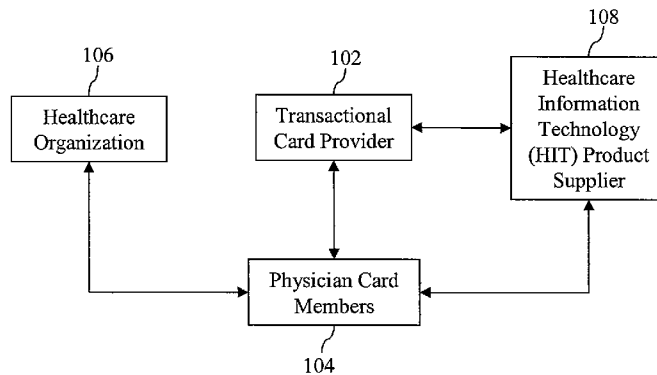 106
Healthcare
Organization
102
Transactional
Card Provider
108
Healthcare
Information
Technology
(HIT) Product
Supplier
Physician Card
Members
104